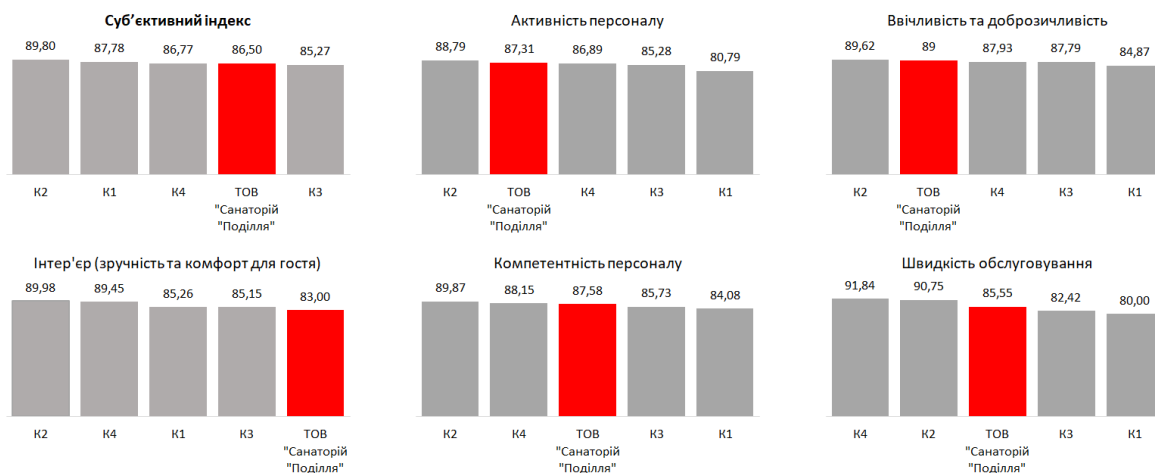 Суб’єктивний індекс
89,80 87,78 86,77 86,50 85,27
К2 К1 К4 ТОВ К3
"Санаторій
"Поділля"
Активність персоналу
88,79 87,31 86,89 85,28 80,79
К2 ТОВ К4 К3 К1
"Санаторій
"Поділля"
Ввічливість та доброзичливість
89,62 89 87,93 87,79 84,87
К2 ТОВ К4 К3 К1
"Санаторій
"Поділля"
Інтер'єр (зручність та комфорт для гостя)
89,98 89,45 85,26 85,15 83,00
К2 К4 К1 К3 ТОВ
"Санаторій
"Поділля"
Компетентність персоналу
89,87 88,15 87,58 85,73 84,08
К2 К4 ТОВ К3 К1
"Санаторій
"Поділля"
Швидкість обслуговування
91,84 90,75 85,55 82,42 80,00
К4 К2 ТОВ К3 К1
"Санаторій
"Поділля"